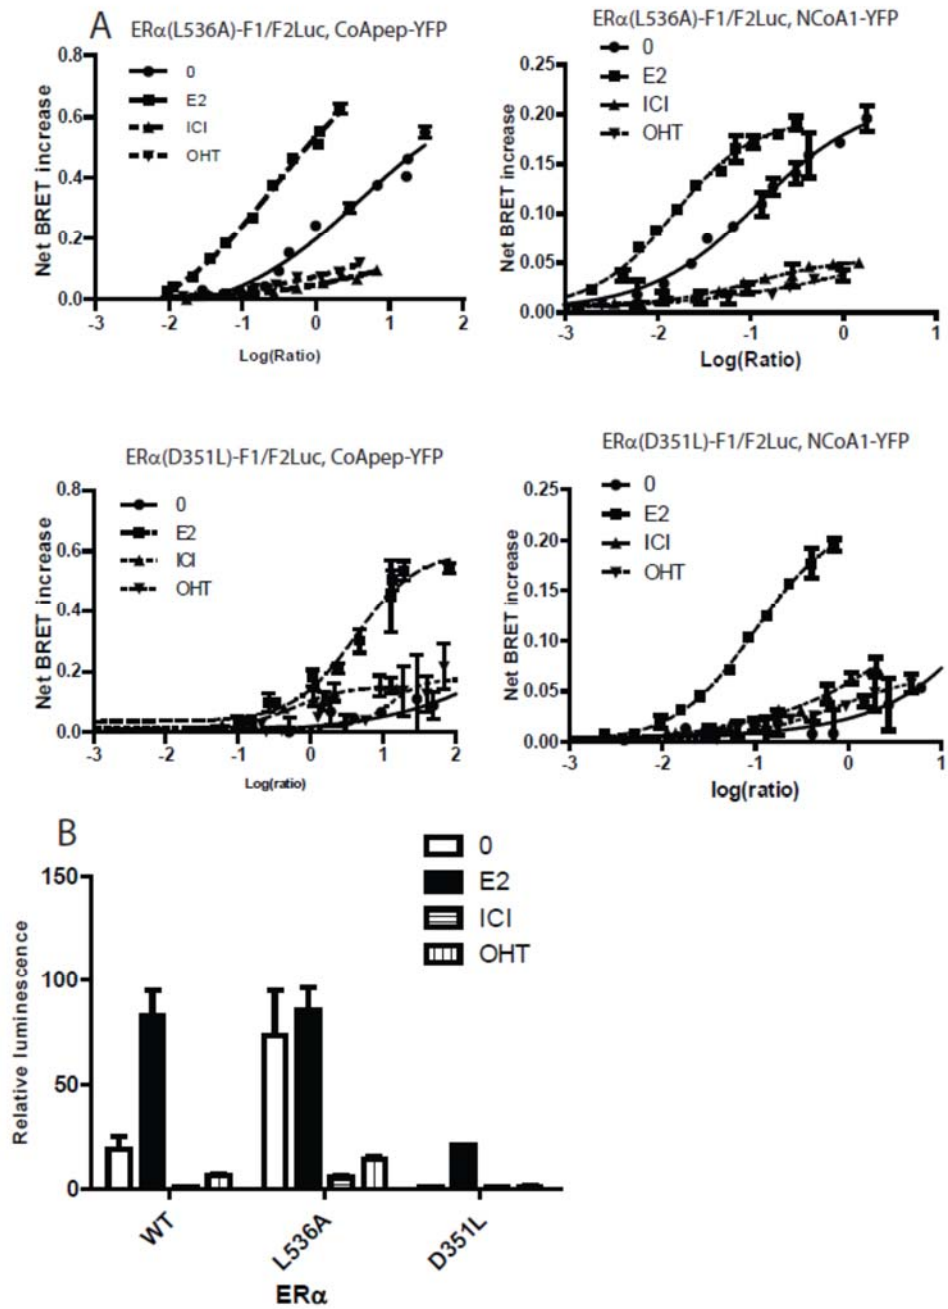 A
ERα(L536A)-F1/F2Luc, CoApep-YFP
0.8
0.6
0.4
0.2
0.0
Net BRET increase
0
E2
ICI
OHT
-3 -2 -1 0 1 2
Log(Ratio)
ERα(L536A)-F1/F2Luc, NCoA1-YFP
0.25
0.20
0.15
0.10
0.05
0.00
Net BRET increase
0
E2
ICI
OHT
-3 -2 -1 0 1
Log(Ratio)
ERα(D351L)-F1/F2Luc, CoApep-YFP
0.8
0.6
0.4
0.2
0.0
Net BRET increase
0
E2
ICI
OHT
-3 -2 -1 0 1 2
Log(ratio)
ERα(D351L)-F1/F2Luc, NCoA1-YFP
0.25
0.20
0.15
0.10
0.05
0.00
Net BRET increase
0
E2
ICI
OHT
-3 -2 -1 0 1
log(ratio)
B
150
100
50
0
Relative luminescence
0
E2
ICI
OHT
WT L536A D351L
ERα